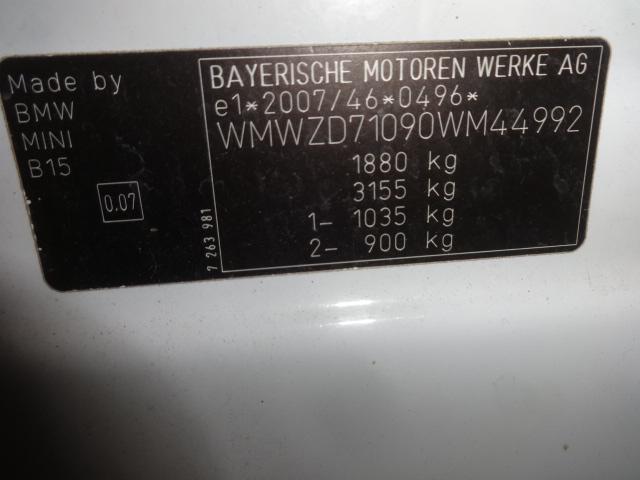 Made by
BMW
MINI
B15
0.07
7 263 981
BAYERISCHE MOTOREN WERKE AG
e1*2007/46*0496*
WMWZD71090WM44992
1880 kg
3155 kg
1- 1035 kg
2- 900 kg